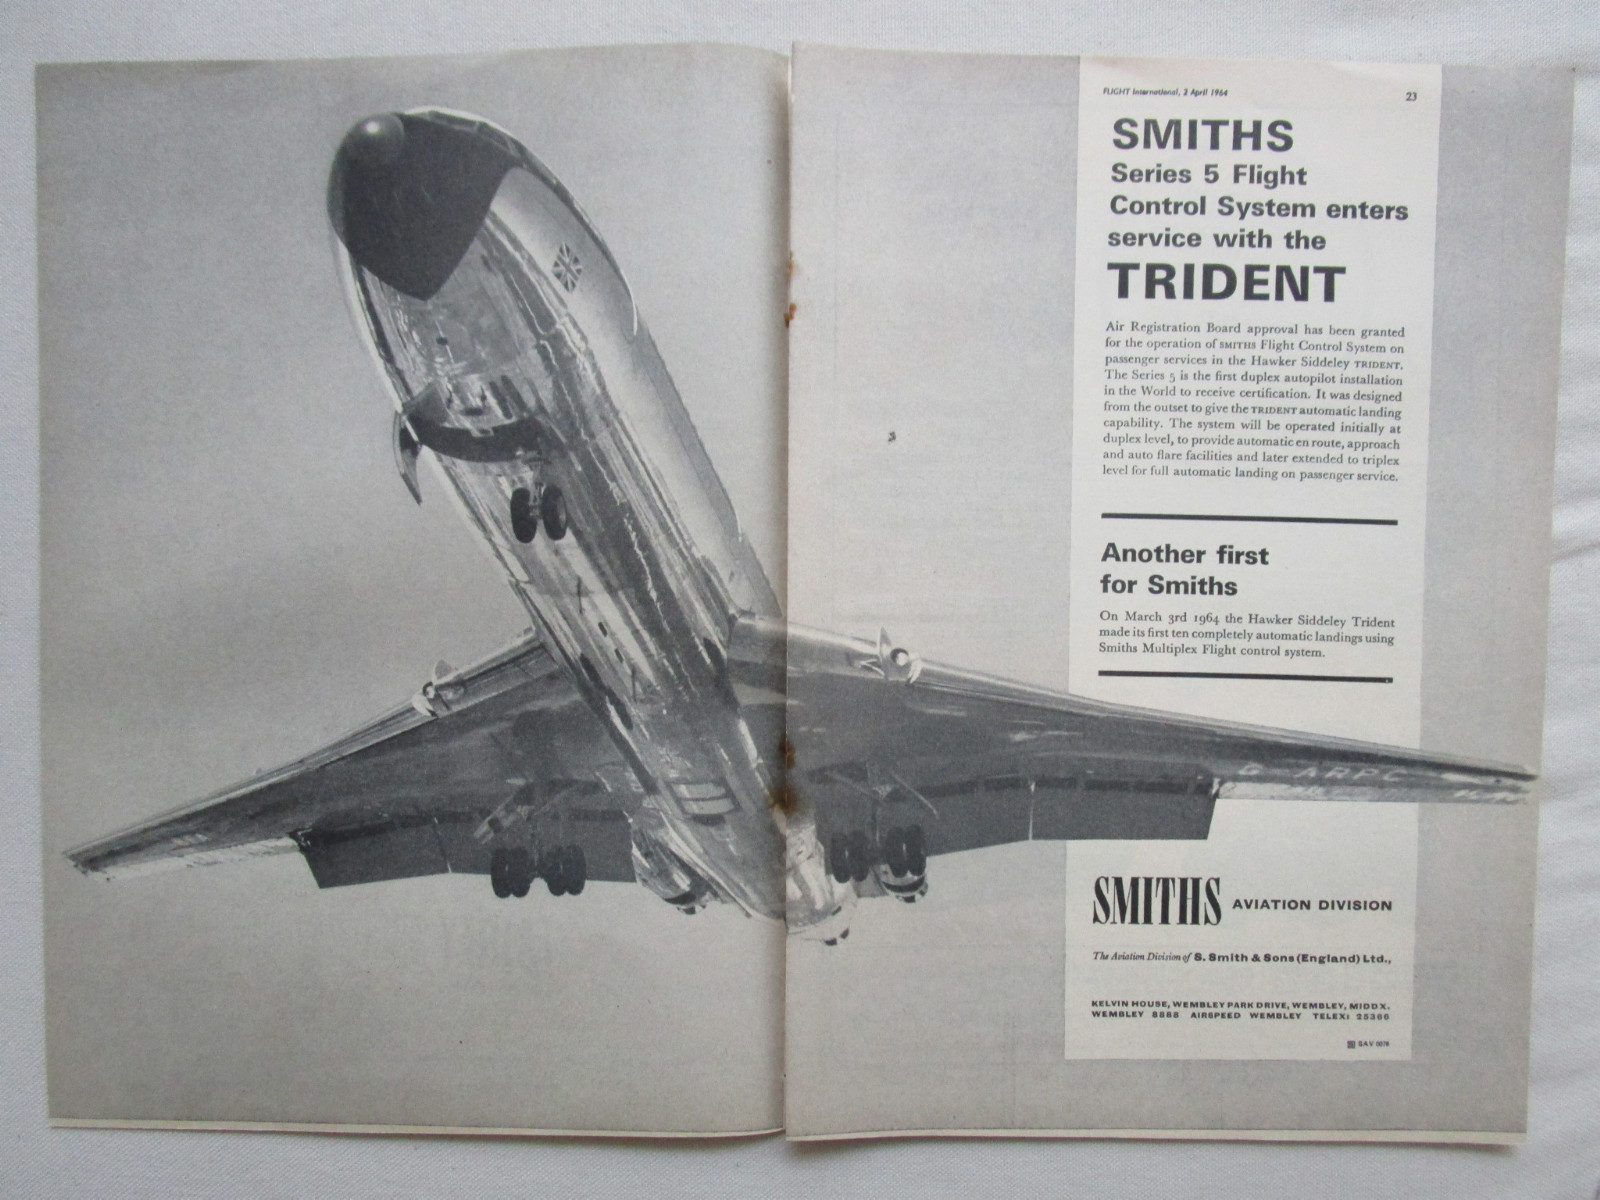 FLIGHT International, 2 April 1964
23
SMITHS
Series 5 Flight
Control System enters
service with the
TRIDENT
Air Registration Board approval has been granted
for the operation of SMITHS Flight Control System on
passenger services in the Hawker Siddeley TRIDENT.
The Series 5 is the first duplex autopilot installation
in the World to receive certification. It was designed
from the outset to give the TRIDENT automatic landing
capability. The system will be operated initially at
duplex level, to provide automatic en route, approach
and auto flare facilities and later extended to triplex
level for full automatic landing on passenger service.
Another first
for Smiths
On March 3rd 1964 the Hawker Siddeley Trident
made its first ten completely automatic landings using
Smiths Multiplex Flight control system.
G-ARPC
SMITHS AVIATION DIVISION
The Aviation Division of S. Smith & Sons (England) Ltd.,
KELVIN HOUSE, WEMBLEY PARK DRIVE, WEMBLEY, MIDDX.
WEMBLEY 8888 AIRSPEED WEMBLEY TELEX: 25366
SAV 0076